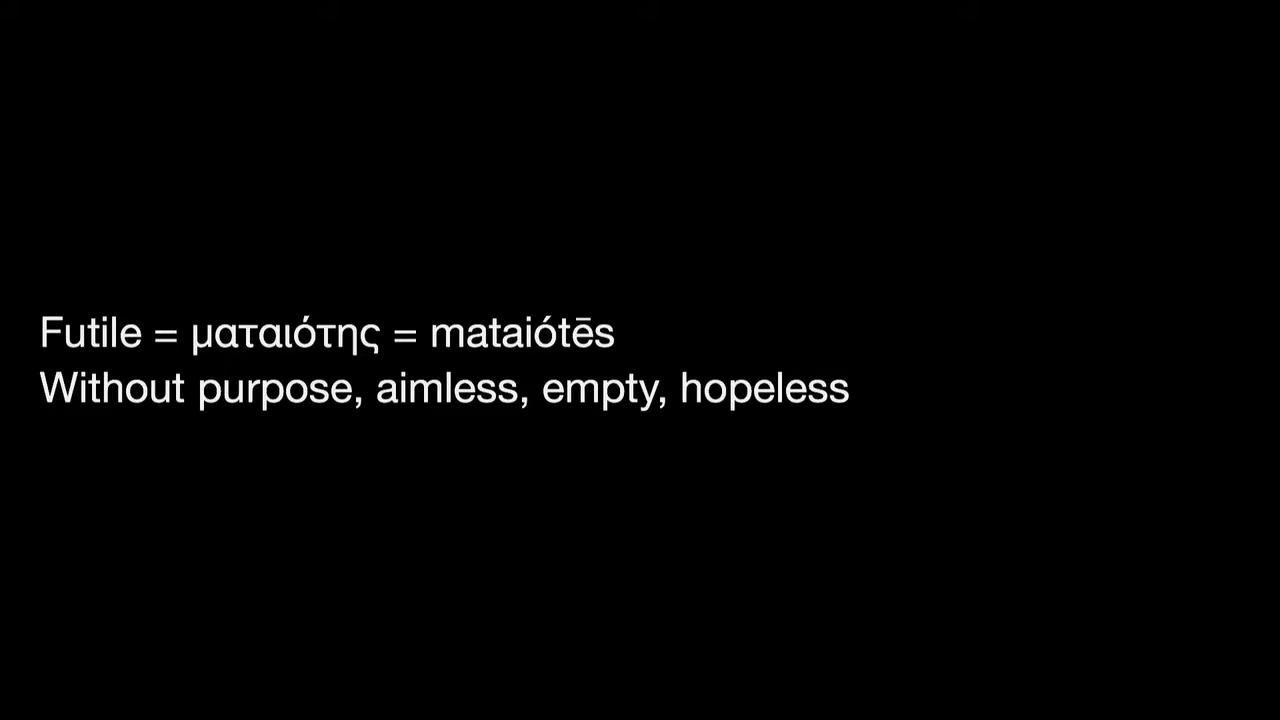 Futile = ματαιότης = mataiótēs
Without purpose, aimless, empty, hopeless